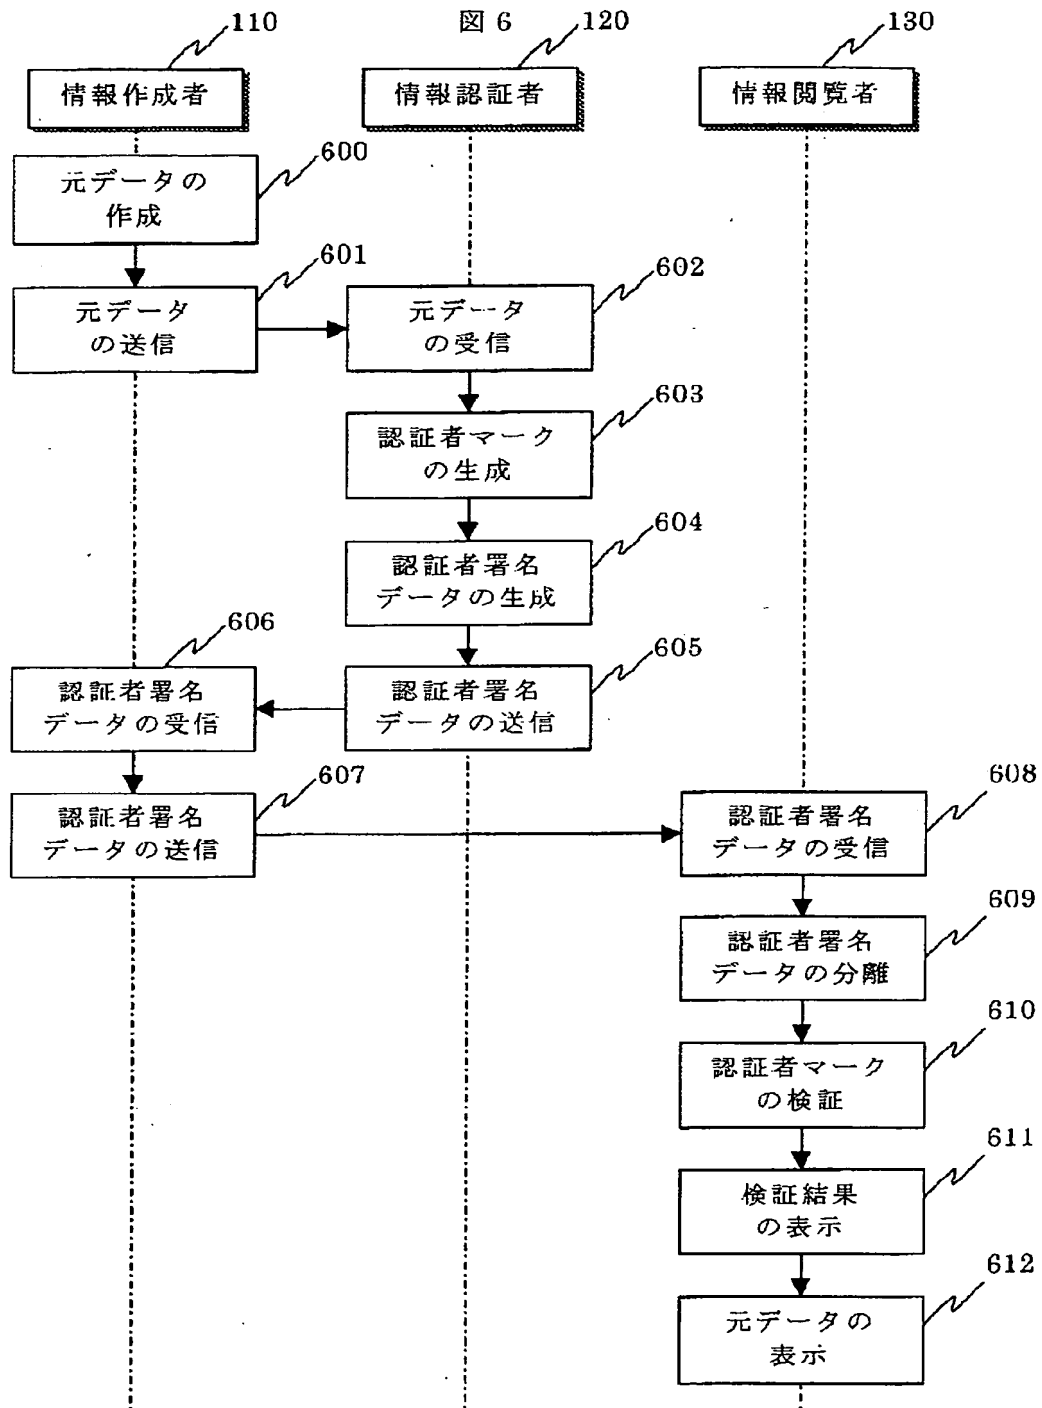 図6
110
120
130
情報作成者
情報認証者
情報閲覧者
600
元データの
作成
601
元データ
の送信
602
元データ
の受信
603
認証者マーク
の生成
604
認証者署名
データの生成
605
認証者署名
データの送信
606
認証者署名
データの受信
607
認証者署名
データの送信
608
認証者署名
データの受信
609
認証者署名
データの分離
610
認証者マーク
の検証
611
検証結果
の表示
612
元データの
表示